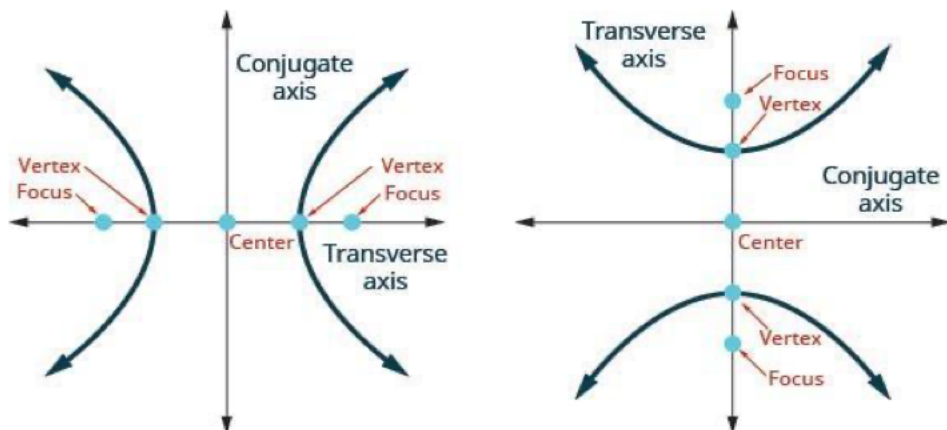 Conjugate
axis
Vertex
Focus
Vertex
Focus
Center
Transverse
axis
Transverse
axis
Focus
Vertex
Conjugate
axis
Center
Vertex
Focus